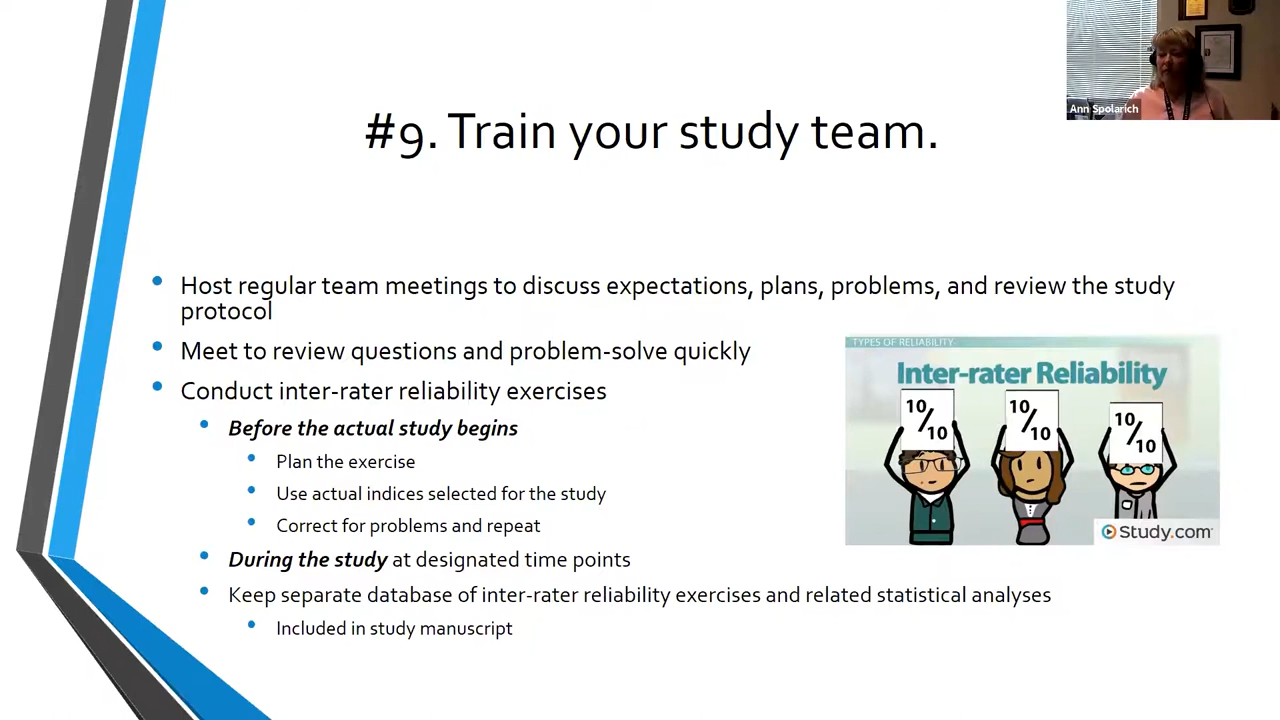 Ann Spolarich
#9. Train your study team.
Host regular team meetings to discuss expectations, plans, problems, and review the study
protocol
Meet to review questions and problem-solve quickly
Conduct inter-rater reliability exercises
Before the actual study begins
Plan the exercise
Use actual indices selected for the study
Correct for problems and repeat
During the study at designated time points
Keep separate database of inter-rater reliability exercises and related statistical analyses
Included in study manuscript
TYPES OF RELIABILITY
Inter-rater Reliability
10/10
10/10
10/10
Study.com